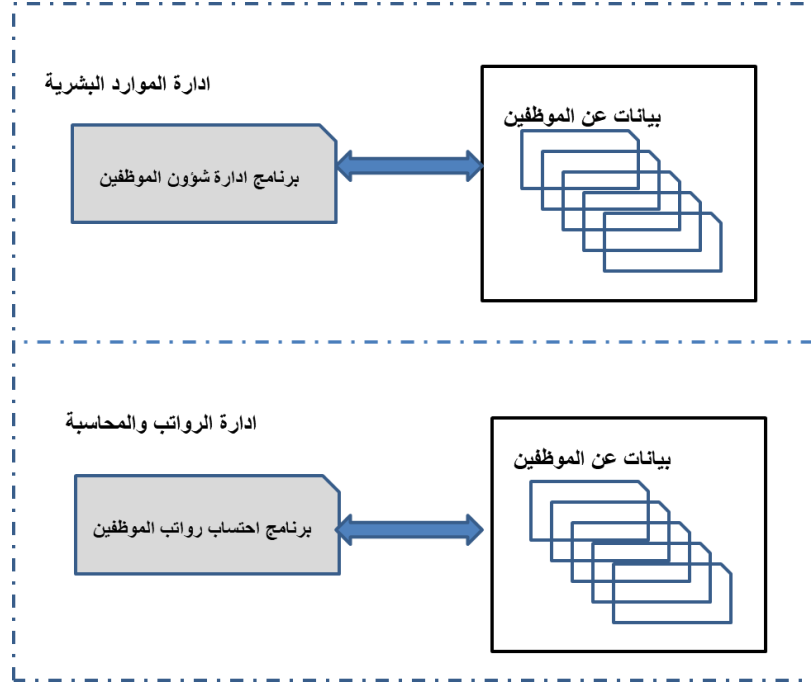 ادارة الموارد البشرية
بيانات عن الموظفين
برنامج ادارة شؤون الموظفين
ادارة الرواتب والمحاسبة
بيانات عن الموظفين
برنامج احتساب رواتب الموظفين